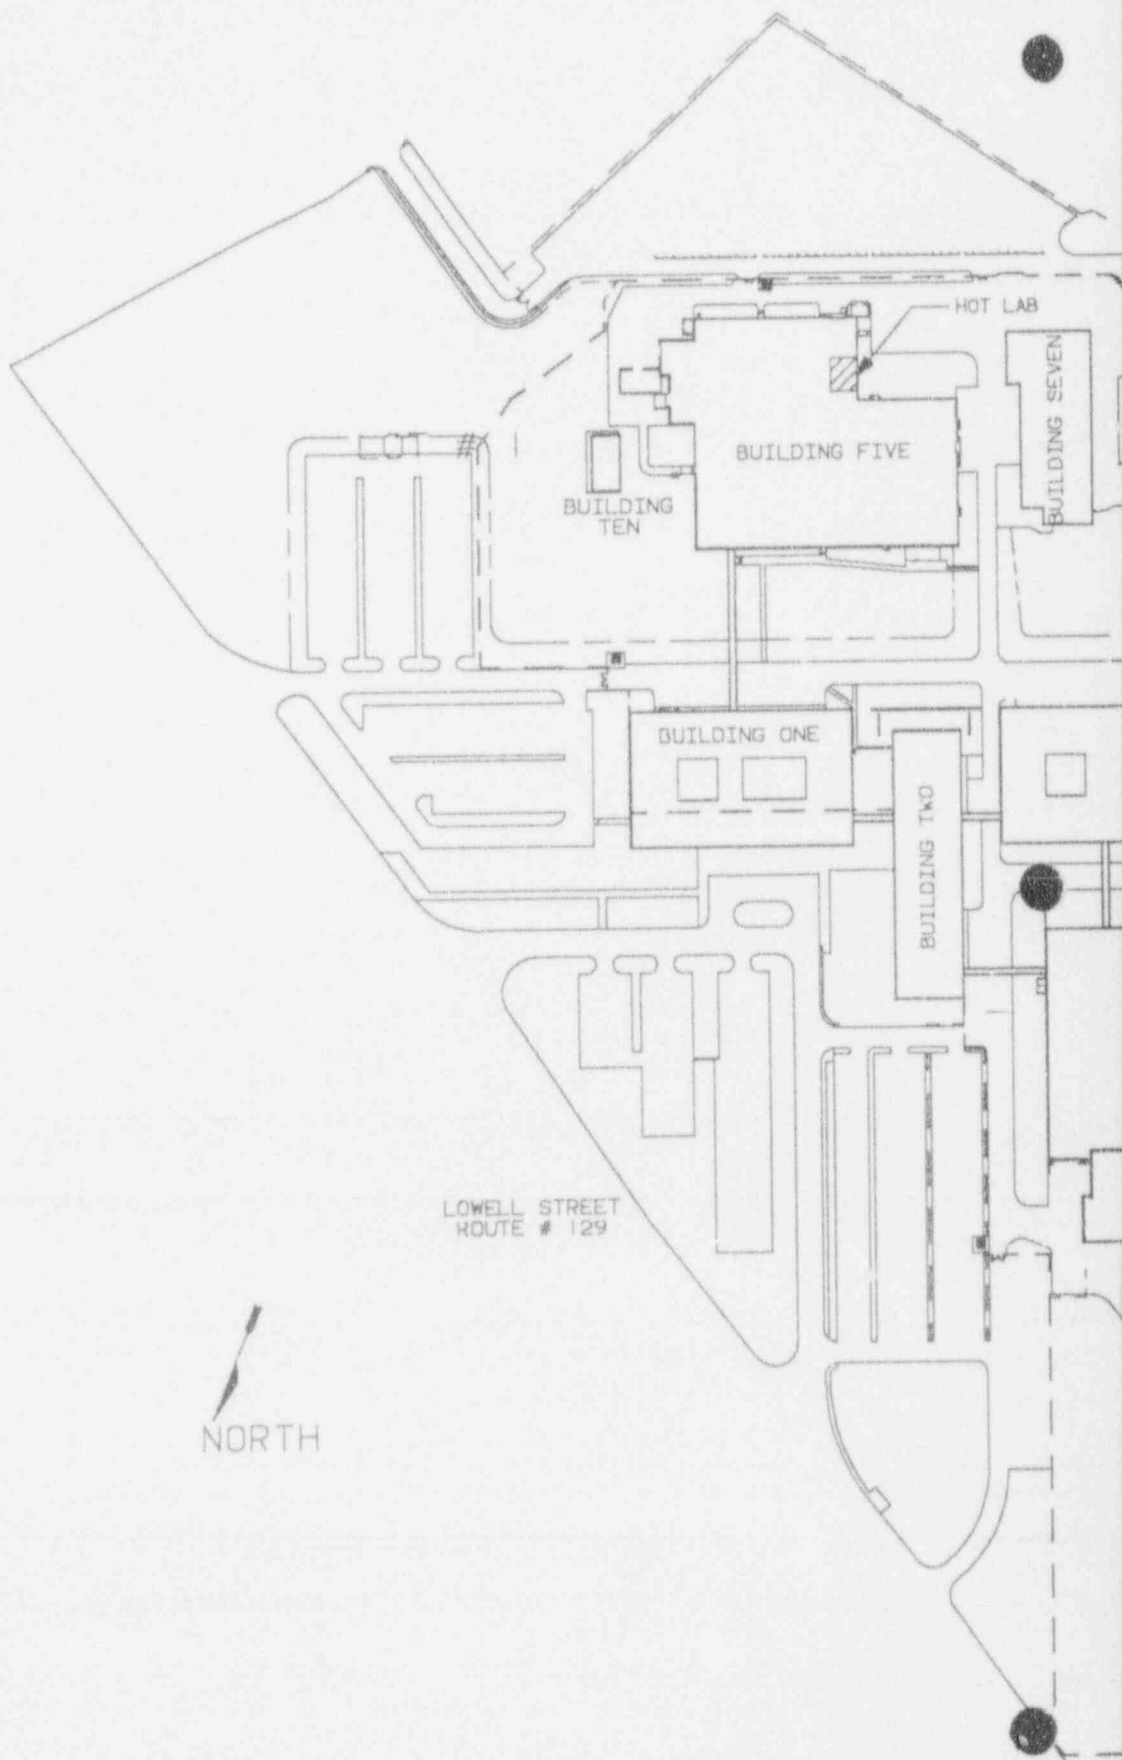 HOT LAB
BUILDING SEVEN
BUILDING FIVE
BUILDING
TEN
BUILDING ONE
BUILDING TWO
LOWELL STREET
ROUTE # 129
NORTH